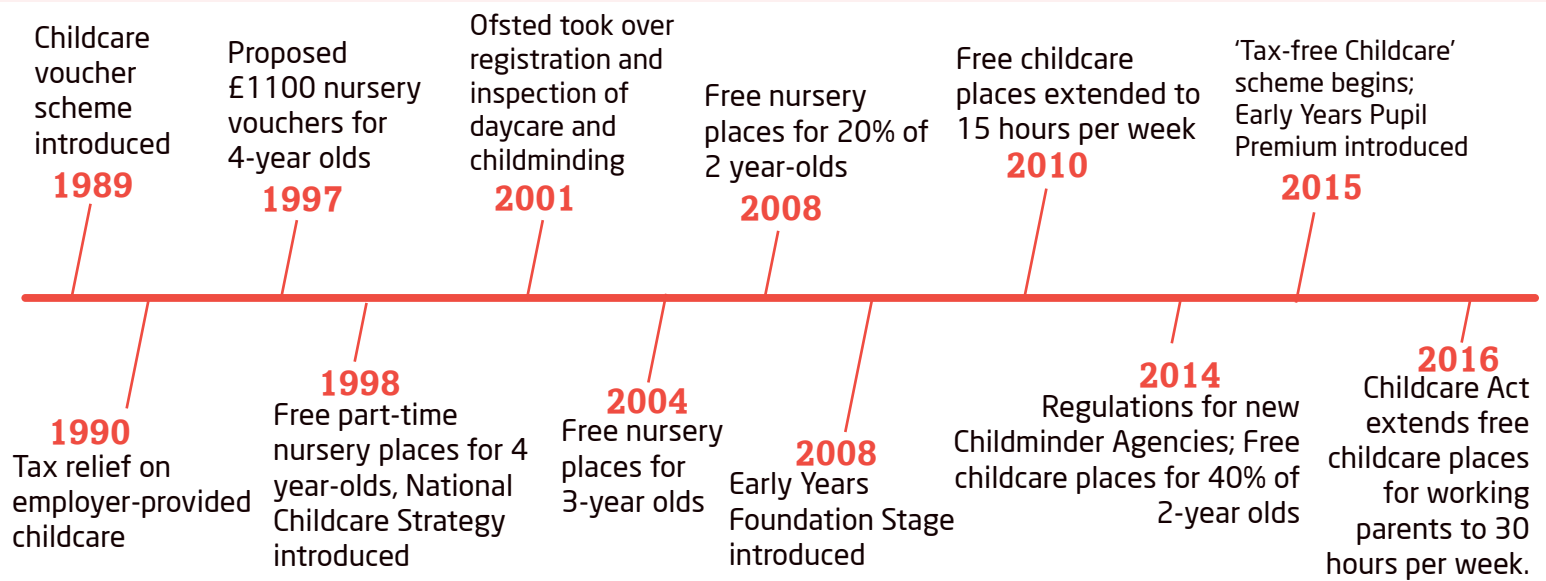 Childcare
voucher
scheme
introduced
1989
1990
Tax relief on
employer-provided
childcare
Proposed
£1100 nursery
vouchers for
4-year olds
1997
1998
Free part-time
nursery places for 4
year-olds, National
Childcare Strategy
introduced
Ofsted took over
registration and
inspection of
daycare and
childminding
2001
2004
Free nursery
places for
3-year olds
Free nursery
places for 20% of
2 year-olds
2008
2008
Early Years
Foundation Stage
introduced
Free childcare
places extended to
15 hours per week
2010
2014
Regulations for new
Childminder Agencies; Free
childcare places for 40% of
2-year olds
‘Tax-free Childcare’
scheme begins;
Early Years Pupil
Premium introduced
2015
2016
Childcare Act
extends free
childcare places
for working
parents to 30
hours per week.